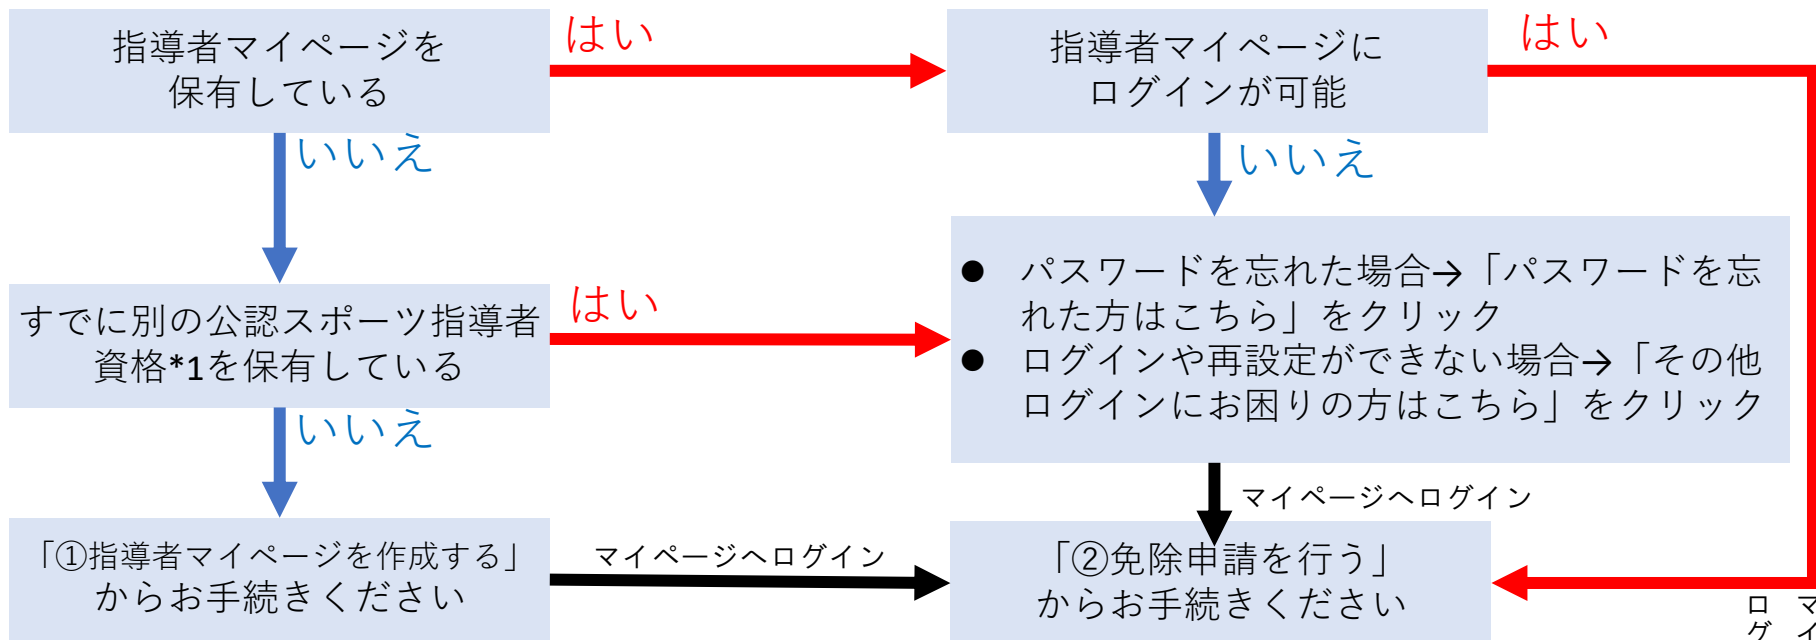 指導者マイページを
保有している
はい
指導者マイページに
ログインが可能
はい
いいえ
いいえ
すでに別の公認スポーツ指導者
資格*1を保有している
はい
● パスワードを忘れた場合→「パスワードを忘
れた方はこちら」をクリック
● ログインや再設定ができない場合→「その他
ログインにお困りの方はこちら」をクリック
いいえ
マイページへログイン
「①指導者マイページを作成する」
からお手続きください
マイページへログイン
「②免除申請を行う」
からお手続きください
マイ
ログ